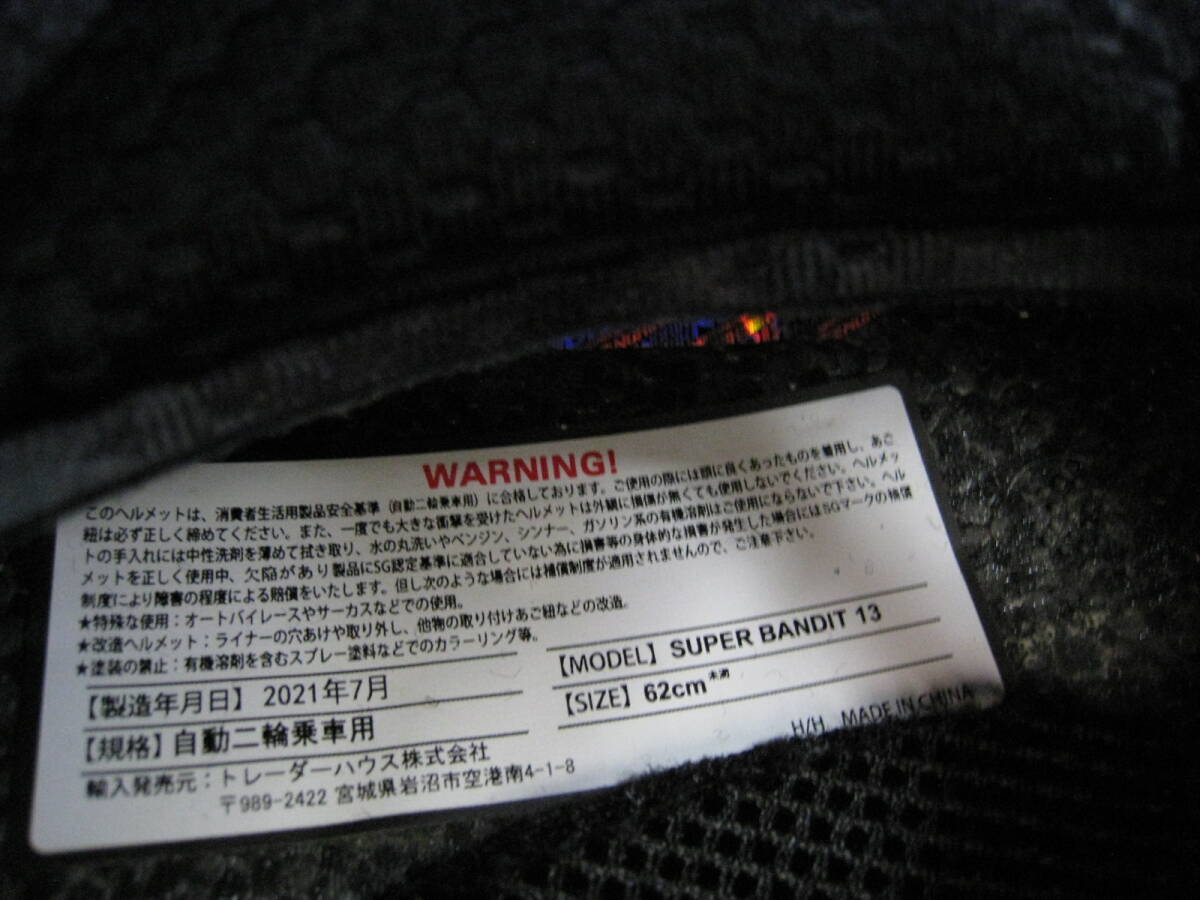 WARNING!
このヘルメットは、消費者生活用製品安全基準（自動二輪乗車用）に合格しております。ご使用の際には頭に良くあったものを着用し、あご
紐は必ず正しく締めてください。また、一度でも大きな衝撃を受けたヘルメットは外観に損傷が無くても使用しないでください。ヘルメッ
トの手入れには中性洗剤を薄めて拭き取り、水の丸洗いやベンジン、シンナー、ガソリン系の有機溶剤はご使用にならないで下さい。ヘル
メットを正しく使用中、欠陥があり製品にSG認定基準に適合していない為に損害等の身体的な損害が発生した場合にはSGマークの補償
制度により障害の程度による賠償をいたします。但し次のような場合には補償制度が適用されませんので、ご注意下さい。
★特殊な使用：オートバイレースやサーカスなどでの使用。
★改造ヘルメット：ライナーの穴あけや取り外し、他物の取り付けあご紐などの改造。
★塗装の禁止：有機溶剤を含むスプレー塗料などでのカラーリング等。
【製造年月日】2021年7月
【MODEL】SUPER BANDIT 13
【規格】自動二輪乗車用
【SIZE】62cm未満
輸入発売元：トレーダーハウス株式会社
〒989-2422 宮城県岩沼市空港南4-1-8
H/H MADE IN CHINA